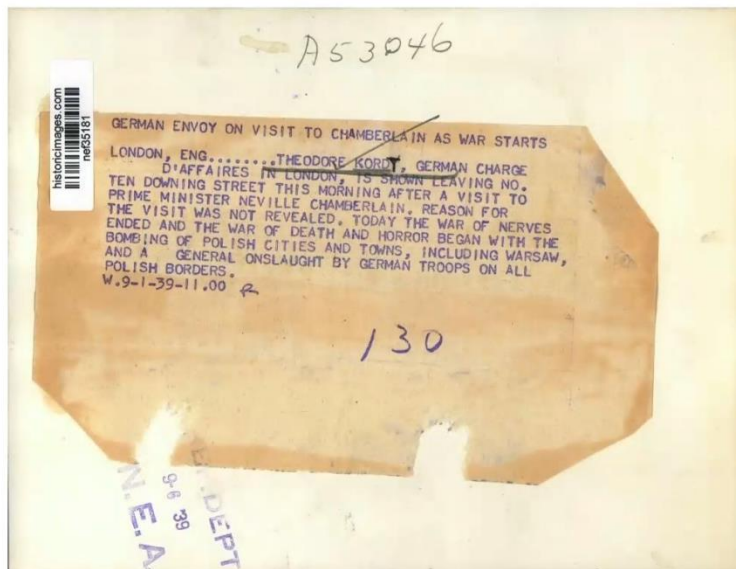 A53046
historicimages.com
nef35181
GERMAN ENVOY ON VISIT TO CHAMBERLAIN AS WAR STARTS
LONDON, ENG........THEODORE KORDT, GERMAN CHARGE
D'AFFAIRES IN LONDON, IS SHOWN LEAVING NO.
TEN DOWNING STREET THIS MORNING AFTER A VISIT TO
PRIME MINISTER NEVILLE CHAMBERLAIN. REASON FOR
THE VISIT WAS NOT REVEALED. TODAY THE WAR OF NERVES
ENDED AND THE WAR OF DEATH AND HORROR BEGAN WITH THE
BOMBING OF POLISH CITIES AND TOWNS, INCLUDING WARSAW,
AND A GENERAL ONSLAUGHT BY GERMAN TROOPS ON ALL
POLISH BORDERS.
W.9-1-39-11.00 R
130
DEPT
9-6 39
N.E.A.